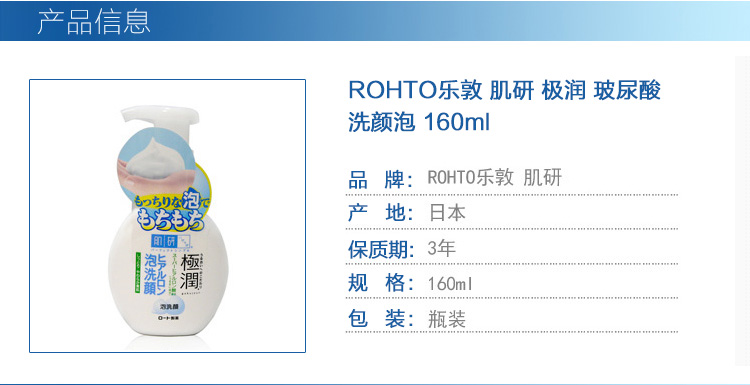 产品信息
ROHTO乐敦 肌研 极润 玻尿酸
洗颜泡 160ml
品 牌：ROHTO乐敦 肌研
产 地：日本
保质期：3年
规 格：160ml
包 装：瓶装
もっちりな泡で
もちもち
肌研
極潤
ヒアルロン
泡洗顔
泡洗顔
ロート製薬